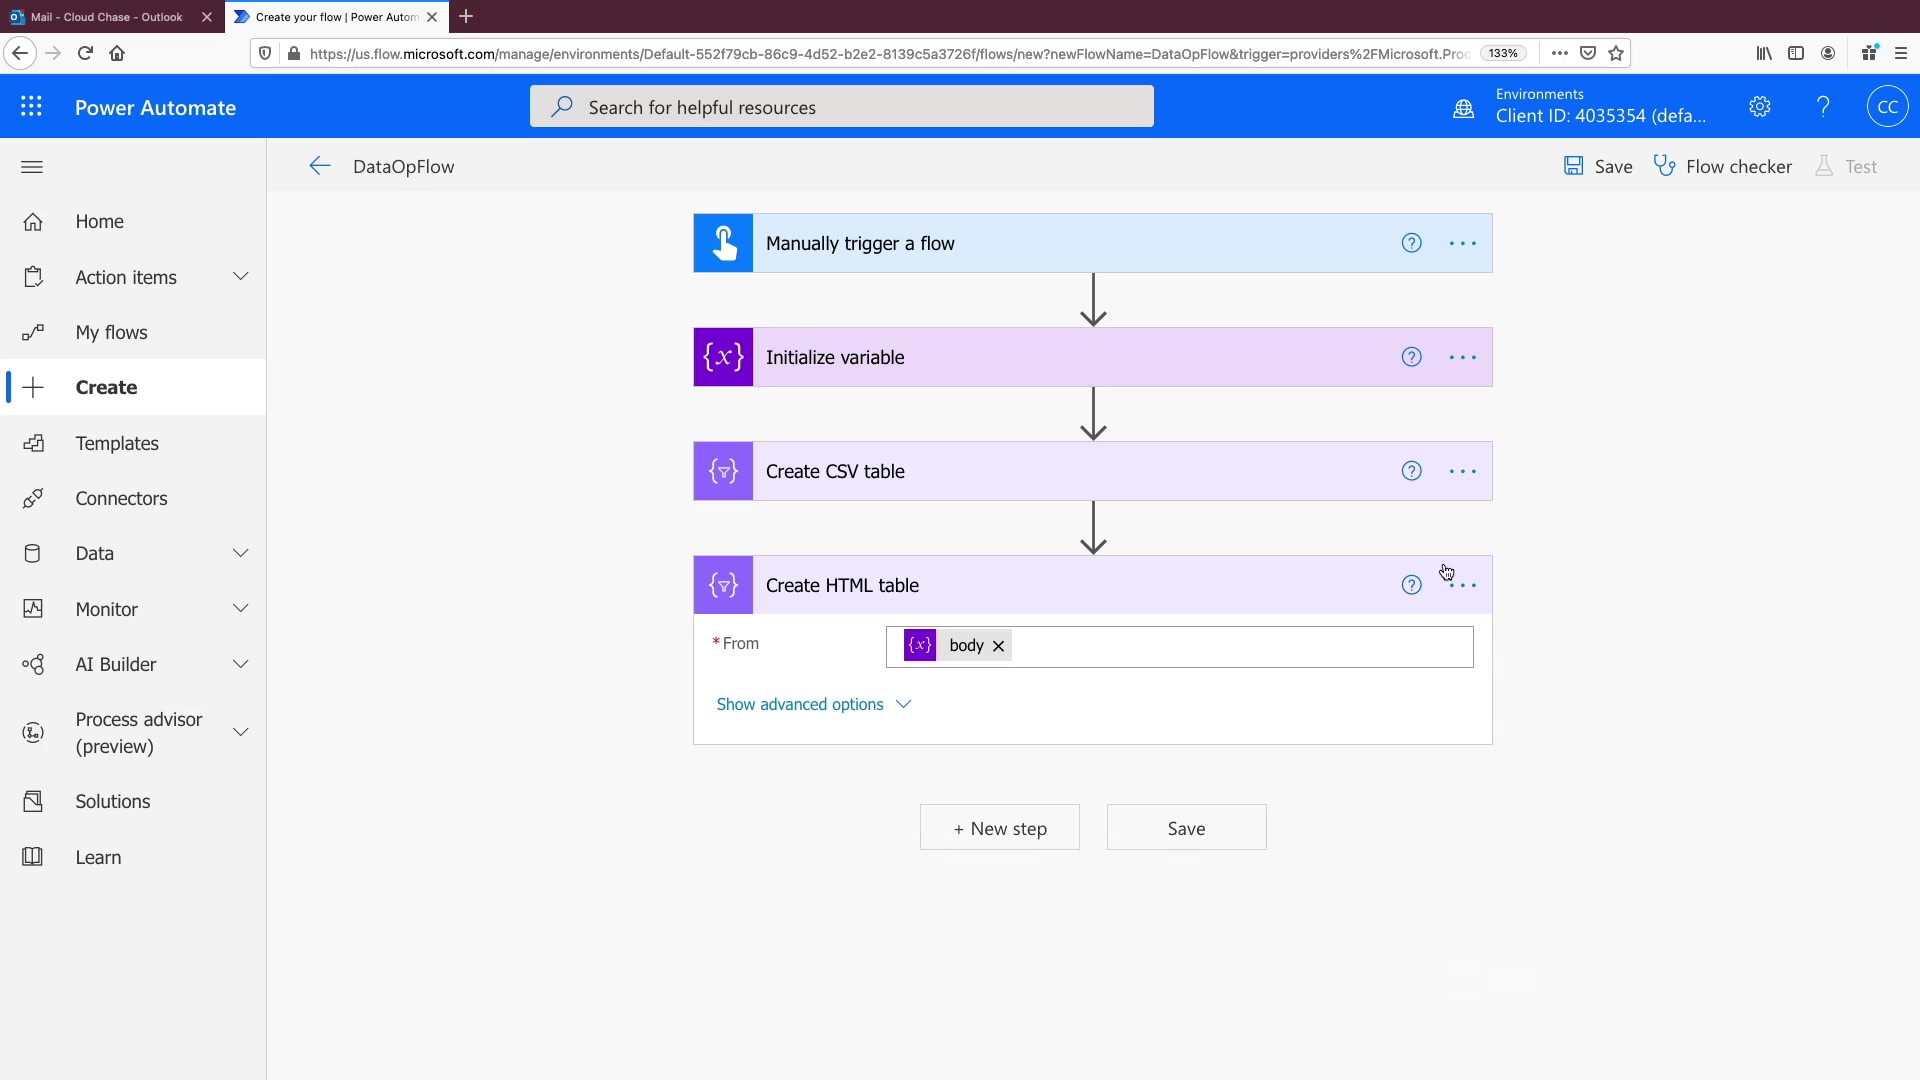 Mail - Cloud Chase - Outlook
Create your flow | Power Autom
https://us.flow.microsoft.com/manage/environments/Default-552f79cb-86c9-4d52-b2e2-8139c5a3726f/flows/new?newFlowName=DataOpFlow&trigger=providers%2FMicrosoft.Proc
133%
Power Automate
Search for helpful resources
Environments
Client ID: 4035354 (defa...
?
CC
DataOpFlow
Save
Flow checker
Test
Home
Action items
My flows
Create
Templates
Connectors
Data
Monitor
AI Builder
Process advisor
(preview)
Solutions
Learn
Manually trigger a flow
?
{x} Initialize variable
?
Create CSV table
?
Create HTML table
?
* From
{x} body
Show advanced options
+ New step
Save